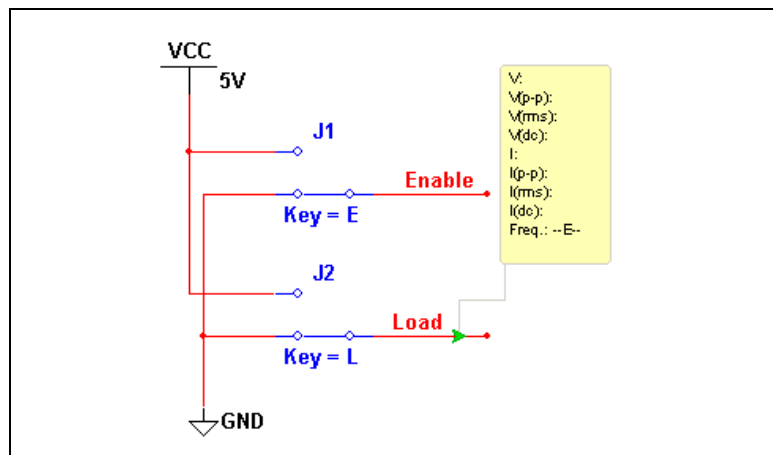 VCC
5V
J1
Enable
Key = E
J2
Load
Key = L
GND
V:
V(p-p):
V(rms):
V(dc):
I:
I(p-p):
I(rms):
I(dc):
Freq.: --E--